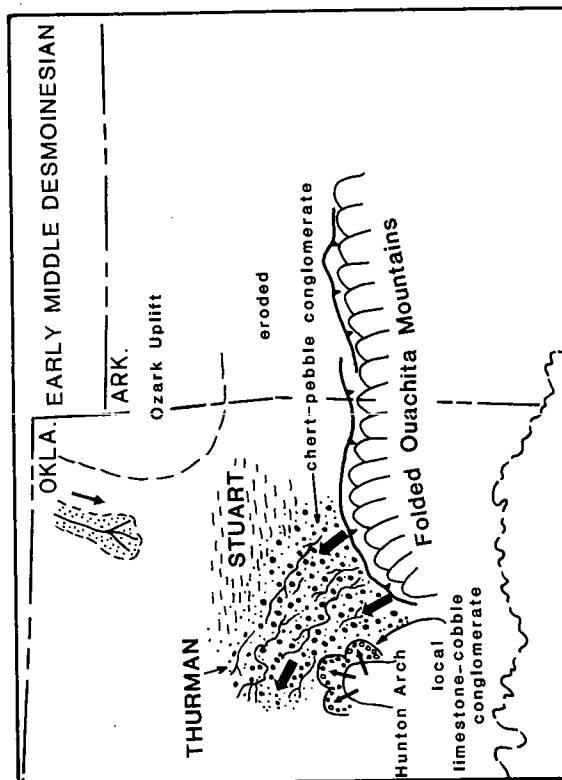 EARLY MIDDLE DESMOINESIAN
OKLA.
ARK.
Ozark Uplift
eroded
chert-pebble conglomerate
STUART
THURMAN
Folded Ouachita Mountains
Hunton Arch
local
limestone-cobble
conglomerate